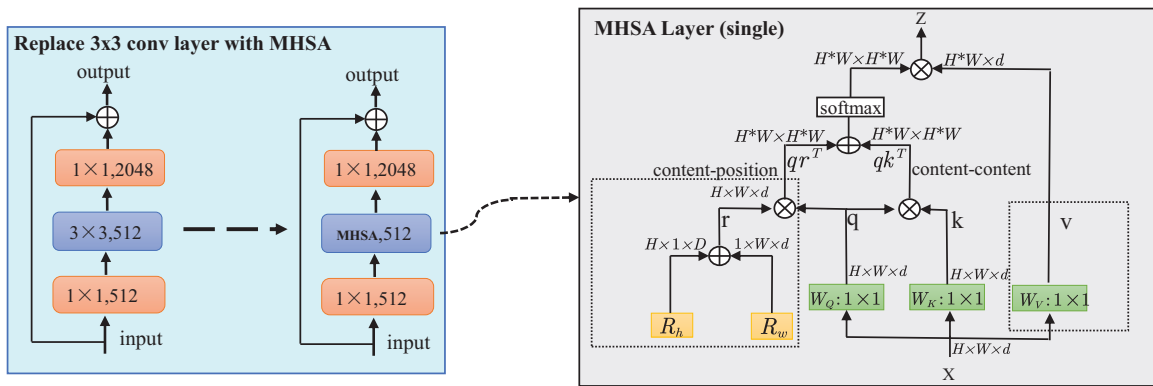 Replace 3x3 conv layer with MHSA
output
output
1×1,2048
1×1,2048
3×3,512
MHSA,512
1×1,512
1×1,512
input
input
MHSA Layer (single)
Z
H*W×H*W
H*W×d
softmax
H*W×H*W
H*W×H*W
qr^T
qk^T
content-position
content-content
H×W×d
r
q
k
v
H×1×D
1×W×d
H×W×d
H×W×d
R_h
R_w
W_Q:1×1
W_K:1×1
W_V:1×1
H×W×d
X